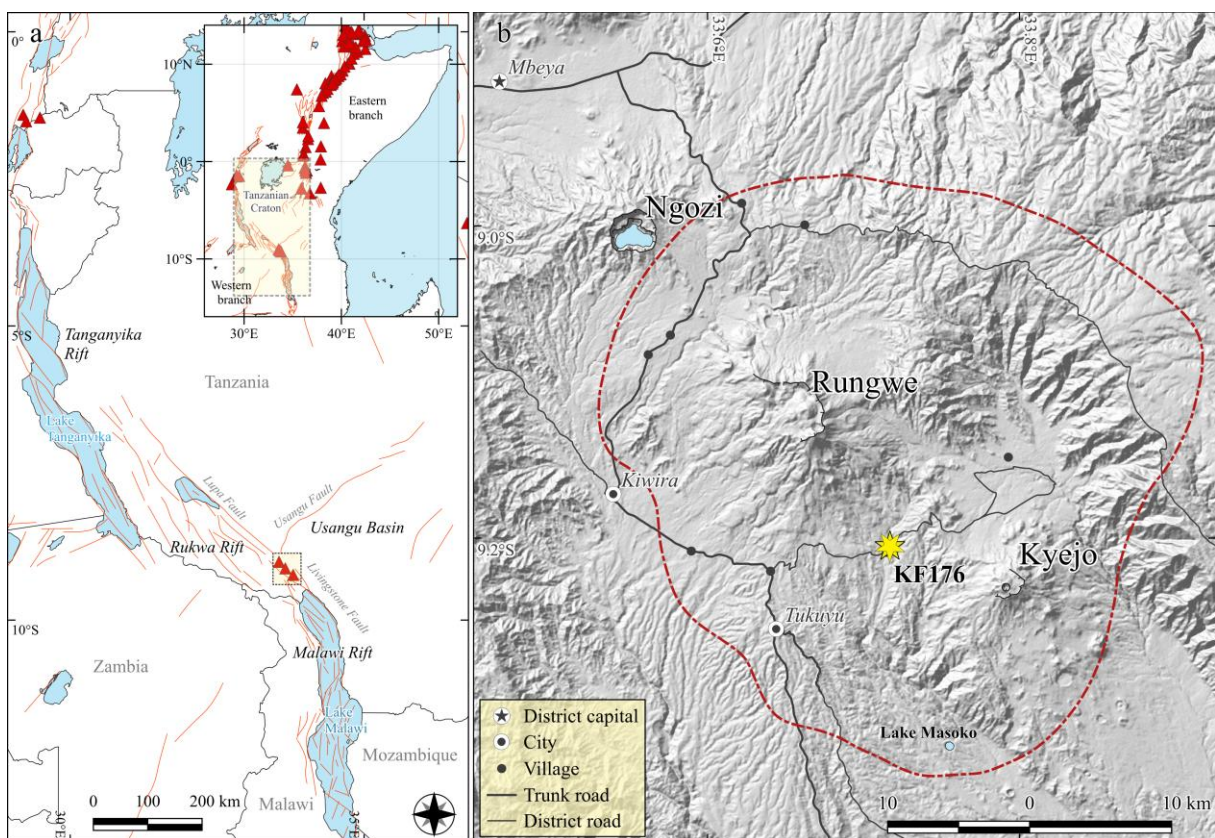 a
0°
5°S
10°S
30°E
35°E
10°N
0°N
10°S
30°E
40°E
50°E
Eastern
branch
Tanzanian
Craton
Western
branch
Tanganyika
Rift
Tanzania
Lake
Tanganyika
Lupa Fault
Usangu Fault
Usangu Basin
Rukwa Rift
Livingstone Fault
Zambia
Malawi Rift
Lake
Malawi
Mozambique
Malawi
0 100 200 km
b
33.6°E
33.8°E
Mbeya
Ngozi
9.0°S
Rungwe
Kiwira
9.2°S
KF176
Kyejo
Tukuyu
Lake Masoko
District capital
City
Village
Trunk road
District road
10 0 10 km